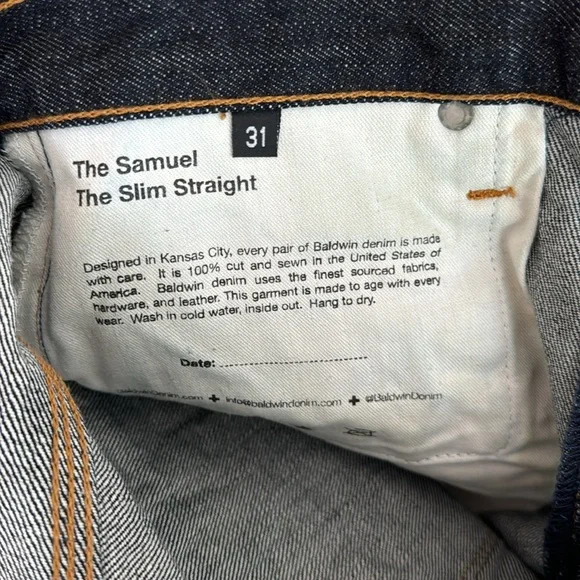 31
The Samuel
The Slim Straight
Designed in Kansas City, every pair of Baldwin denim is made
with care. It is 100% cut and sewn in the United States of
America. Baldwin denim uses the finest sourced fabrics,
hardware, and leather. This garment is made to age with every
wear. Wash in cold water, inside out. Hang to dry.
Date:
BaldwinDenim.com + info@baldwindenim.com + @BaldwinDenim